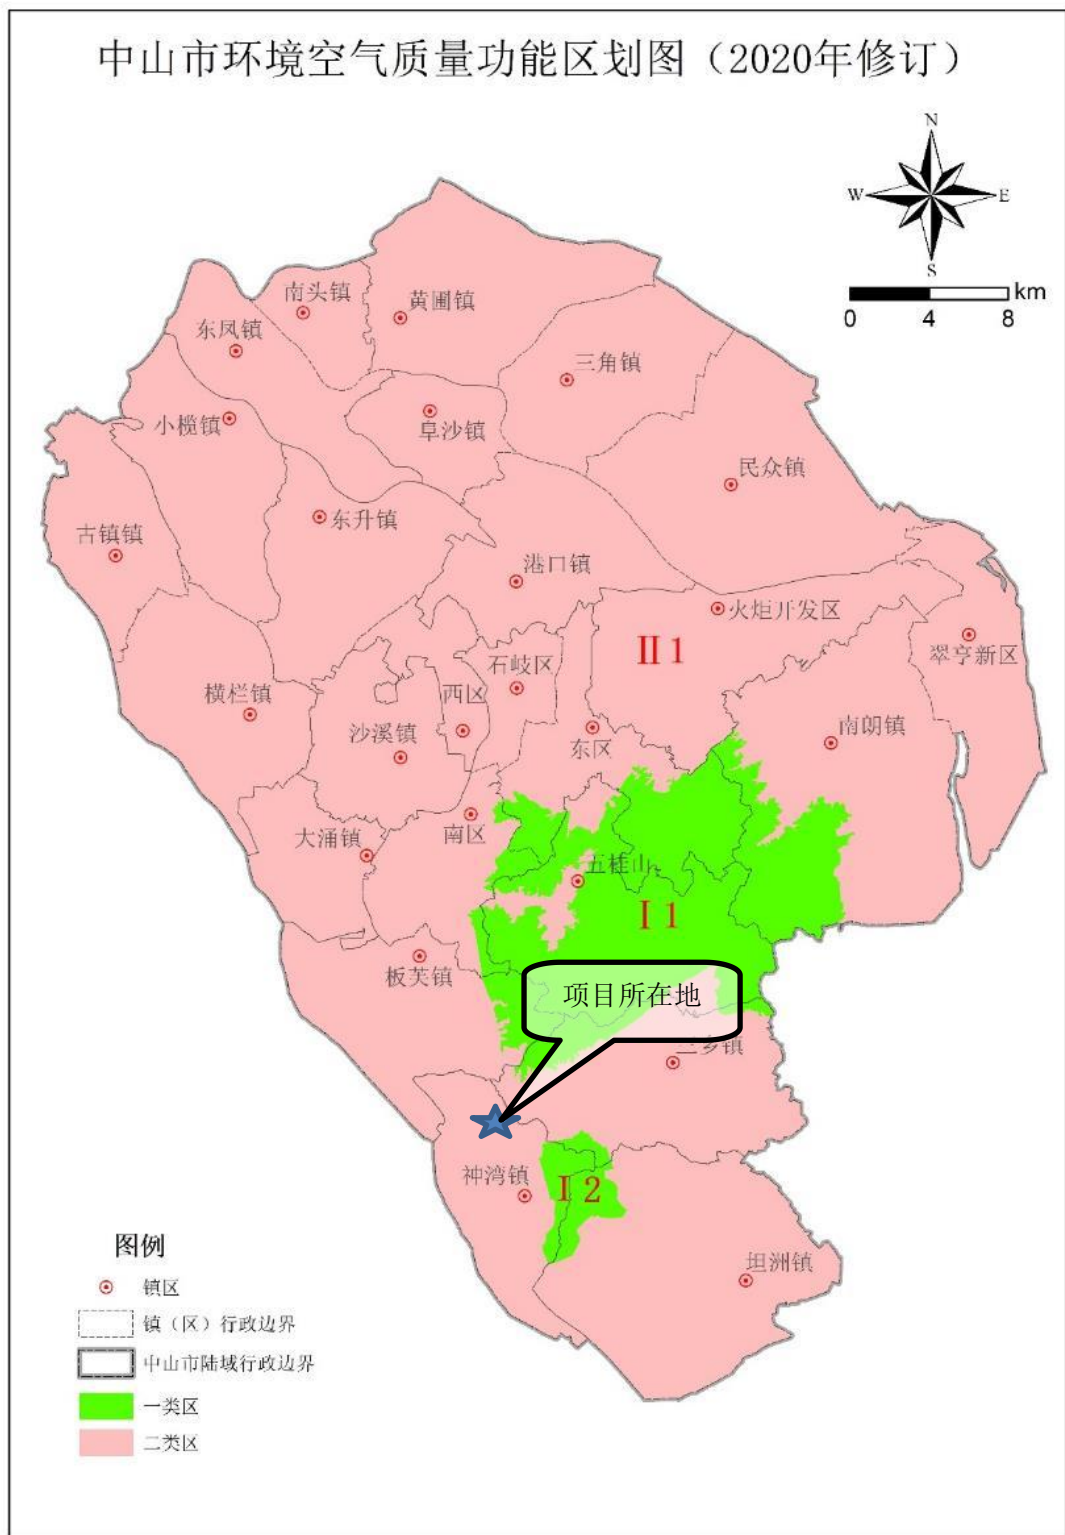 中山市环境空气质量功能区划图（2020年修订）
N
W
E
S
km
0 4 8
南头镇
黄圃镇
东凤镇
三角镇
小榄镇
阜沙镇
民众镇
东升镇
古镇镇
港口镇
火炬开发区
II 1
翠亨新区
石岐区
横栏镇
西区
沙溪镇
东区
南朗镇
大涌镇
南区
五桂山
I 1
板芙镇
项目所在地
三乡镇
神湾镇
I 2
坦洲镇
图例
镇区
镇（区）行政边界
中山市陆域行政边界
一类区
二类区